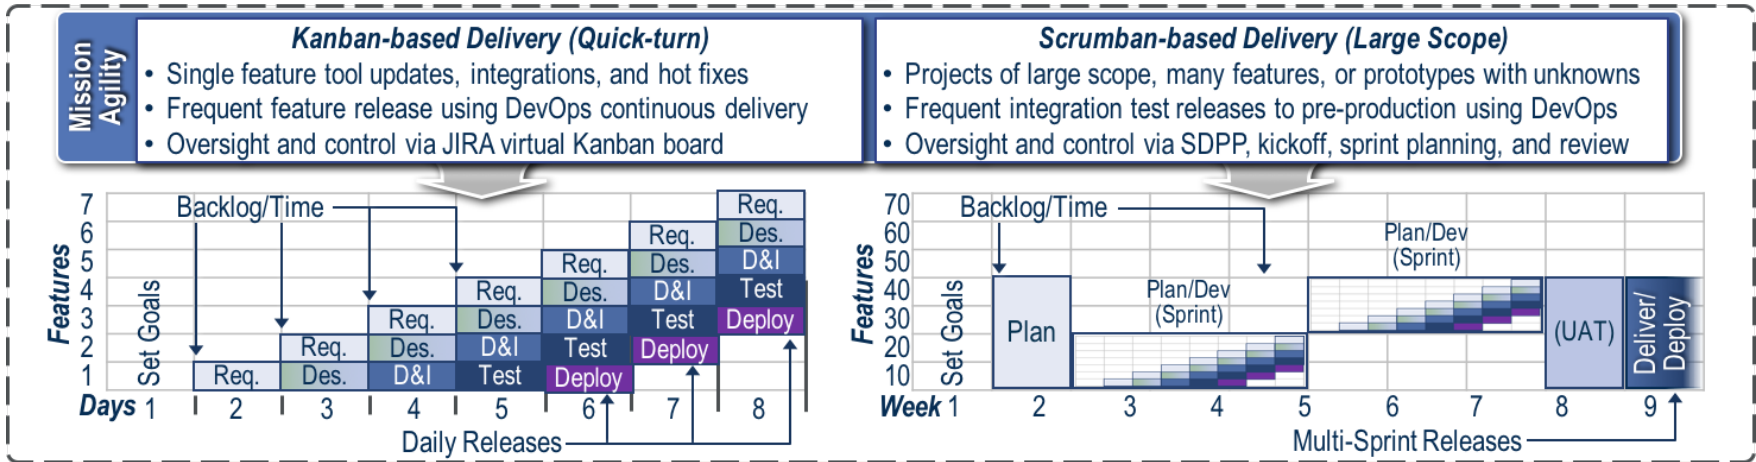 Mission
Agility
Kanban-based Delivery (Quick-turn)
• Single feature tool updates, integrations, and hot fixes
• Frequent feature release using DevOps continuous delivery
• Oversight and control via JIRA virtual Kanban board
Scrumban-based Delivery (Large Scope)
• Projects of large scope, many features, or prototypes with unknowns
• Frequent integration test releases to pre-production using DevOps
• Oversight and control via SDPP, kickoff, sprint planning, and review
Features
7
6
5
4
3
2
1
Backlog/Time
Set Goals
Req.
Req. Des.
Req. Des. D&I
Req. Des. D&I Test
Req. Des. D&I Test Deploy
Req. Des. D&I Test Deploy
Req. Des. D&I Test Deploy
Days 1 2 3 4 5 6 7 8
Daily Releases
Features
70
60
50
40
30
20
10
Backlog/Time
Set Goals
Plan
Plan/Dev
(Sprint)
Plan/Dev
(Sprint)
(UAT)
Deliver/
Deploy
Week 1 2 3 4 5 6 7 8 9
Multi-Sprint Releases